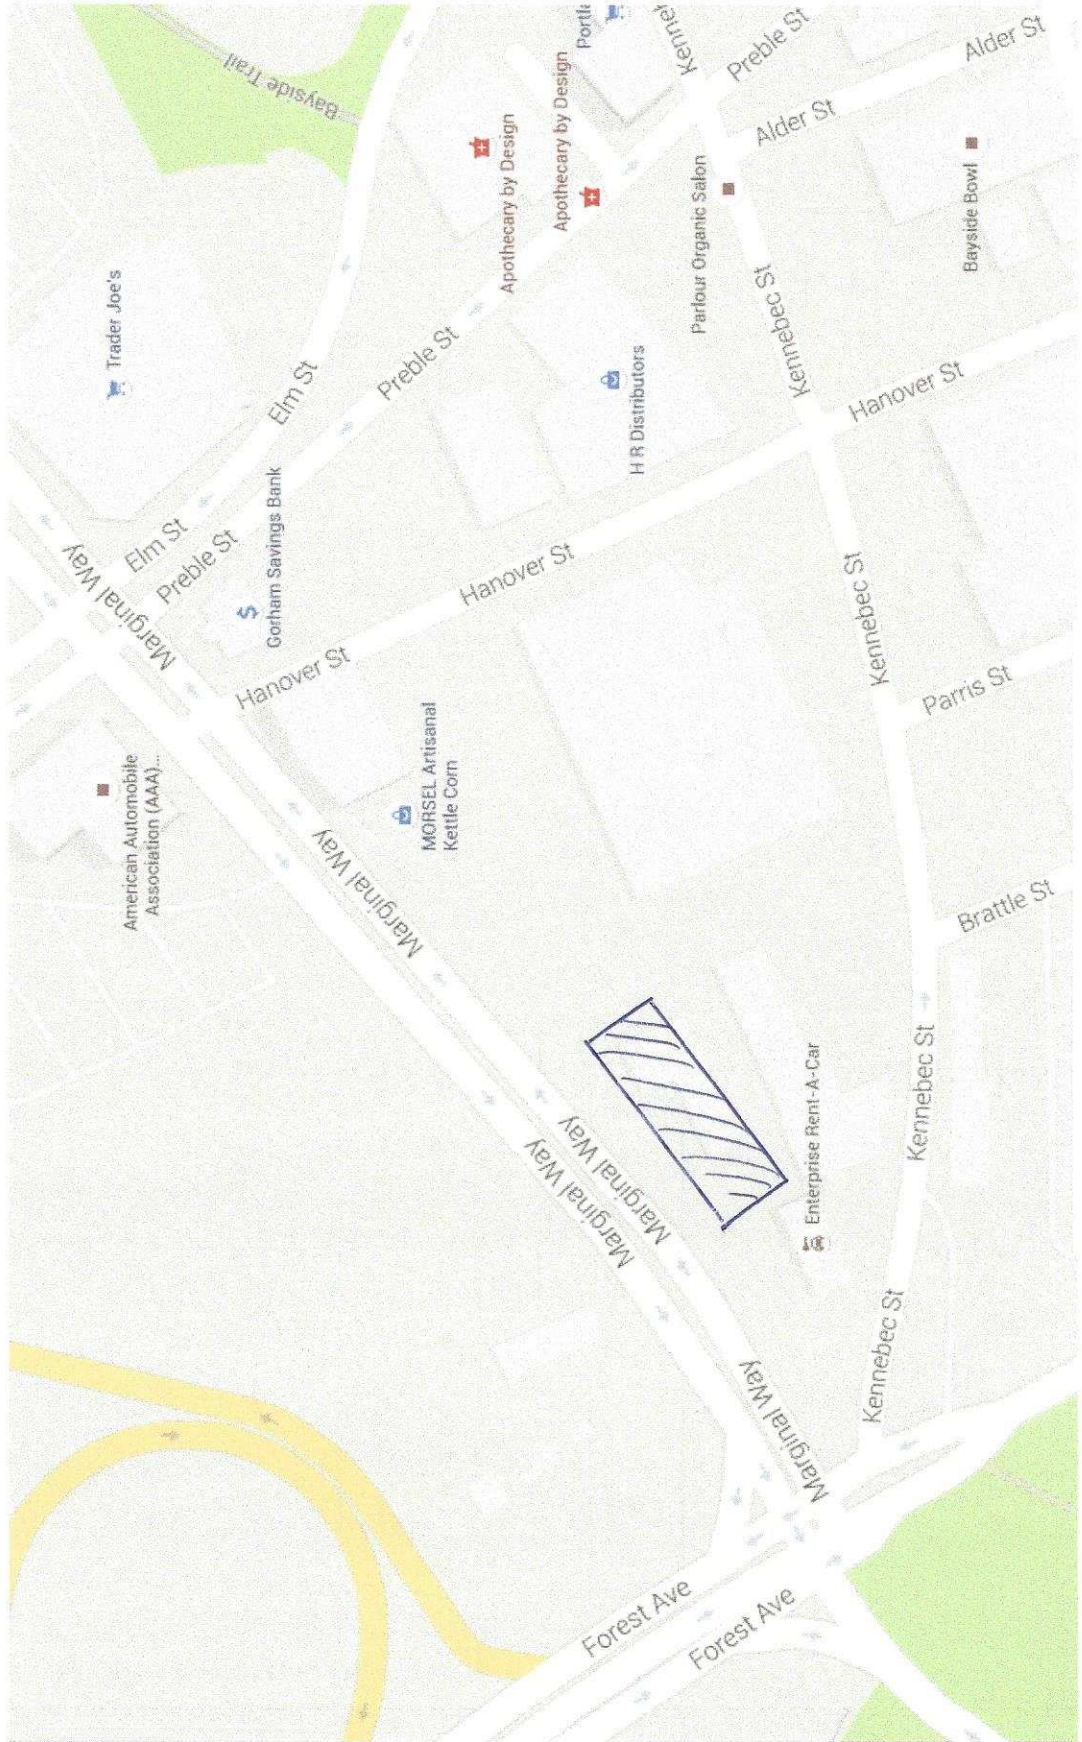 Bayside Trail
Trader Joe's
Elm St
Elm St
Preble St
Preble St
Preble St
Apothecary by Design
Apothecary by Design
Alder St
Alder St
Parlour Organic Salon
Bayside Bowl
H R Distributors
Kennebec St
Hanover St
Gorham Savings Bank
Hanover St
Hanover St
Marginal Way
Marginal Way
American Automobile
Association (AAA)...
MORSEL Artisanal
Kettle Corn
Marginal Way
Kennebec St
Parris St
Brattle St
Marginal Way
Marginal Way
Enterprise Rent-A-Car
Kennebec St
Kennebec St
Marginal Way
Forest Ave
Forest Ave